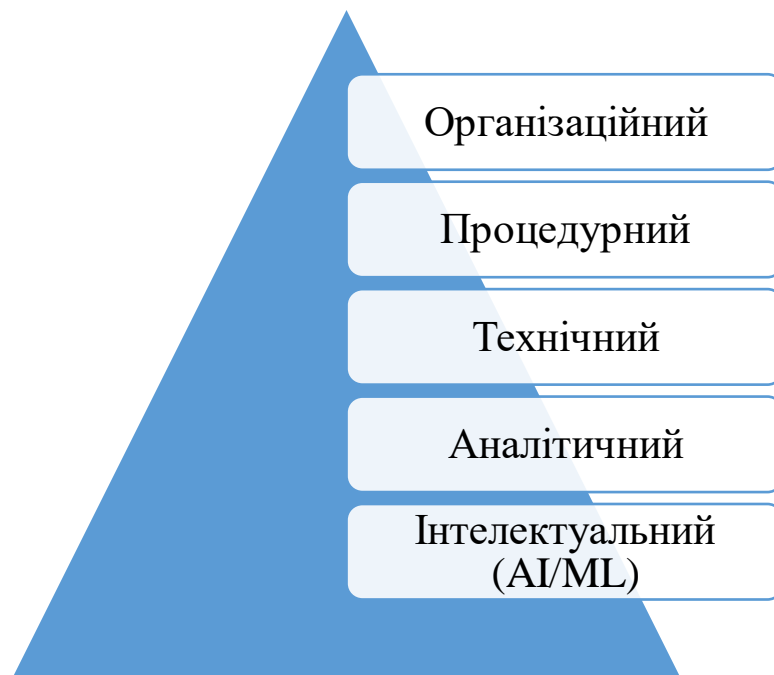 Організаційний
Процедурний
Технічний
Аналітичний
Інтелектуальний
(AI/ML)